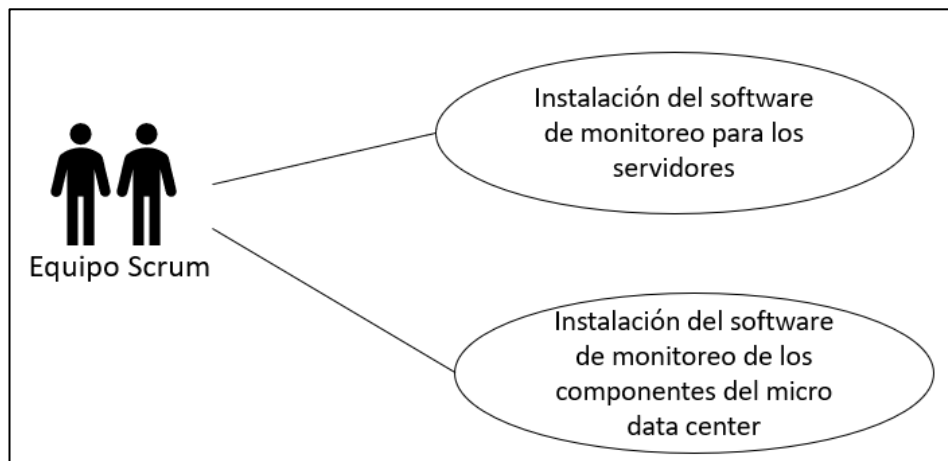 Instalación del software
de monitoreo para los
servidores
Equipo Scrum
Instalación del software
de monitoreo de los
componentes del micro
data center